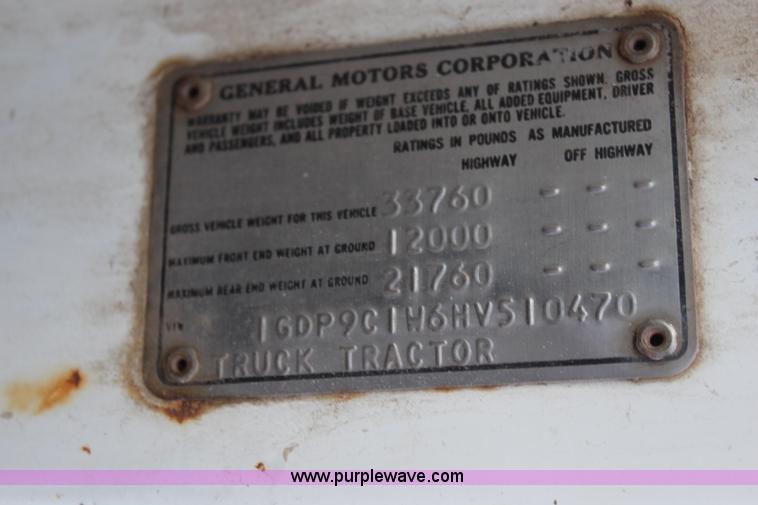 GENERAL MOTORS CORPORATION
WARRANTY MAY BE VOIDED IF WEIGHT EXCEEDS ANY OF RATINGS SHOWN. GROSS
VEHICLE WEIGHT INCLUDES WEIGHT OF BASE VEHICLE, ALL ADDED EQUIPMENT, DRIVER
AND PASSENGERS, AND ALL PROPERTY LOADED INTO OR ONTO VEHICLE.
RATINGS IN POUNDS AS MANUFACTURED
HIGHWAY OFF HIGHWAY
GROSS VEHICLE WEIGHT FOR THIS VEHICLE 33760 - - -
MAXIMUM FRONT END WEIGHT AT GROUND 12000 - - -
MAXIMUM REAR END WEIGHT AT GROUND 21760 - - -
VIN 1GDP9C1W6HV510470
TRUCK TRACTOR
www.purplewave.com